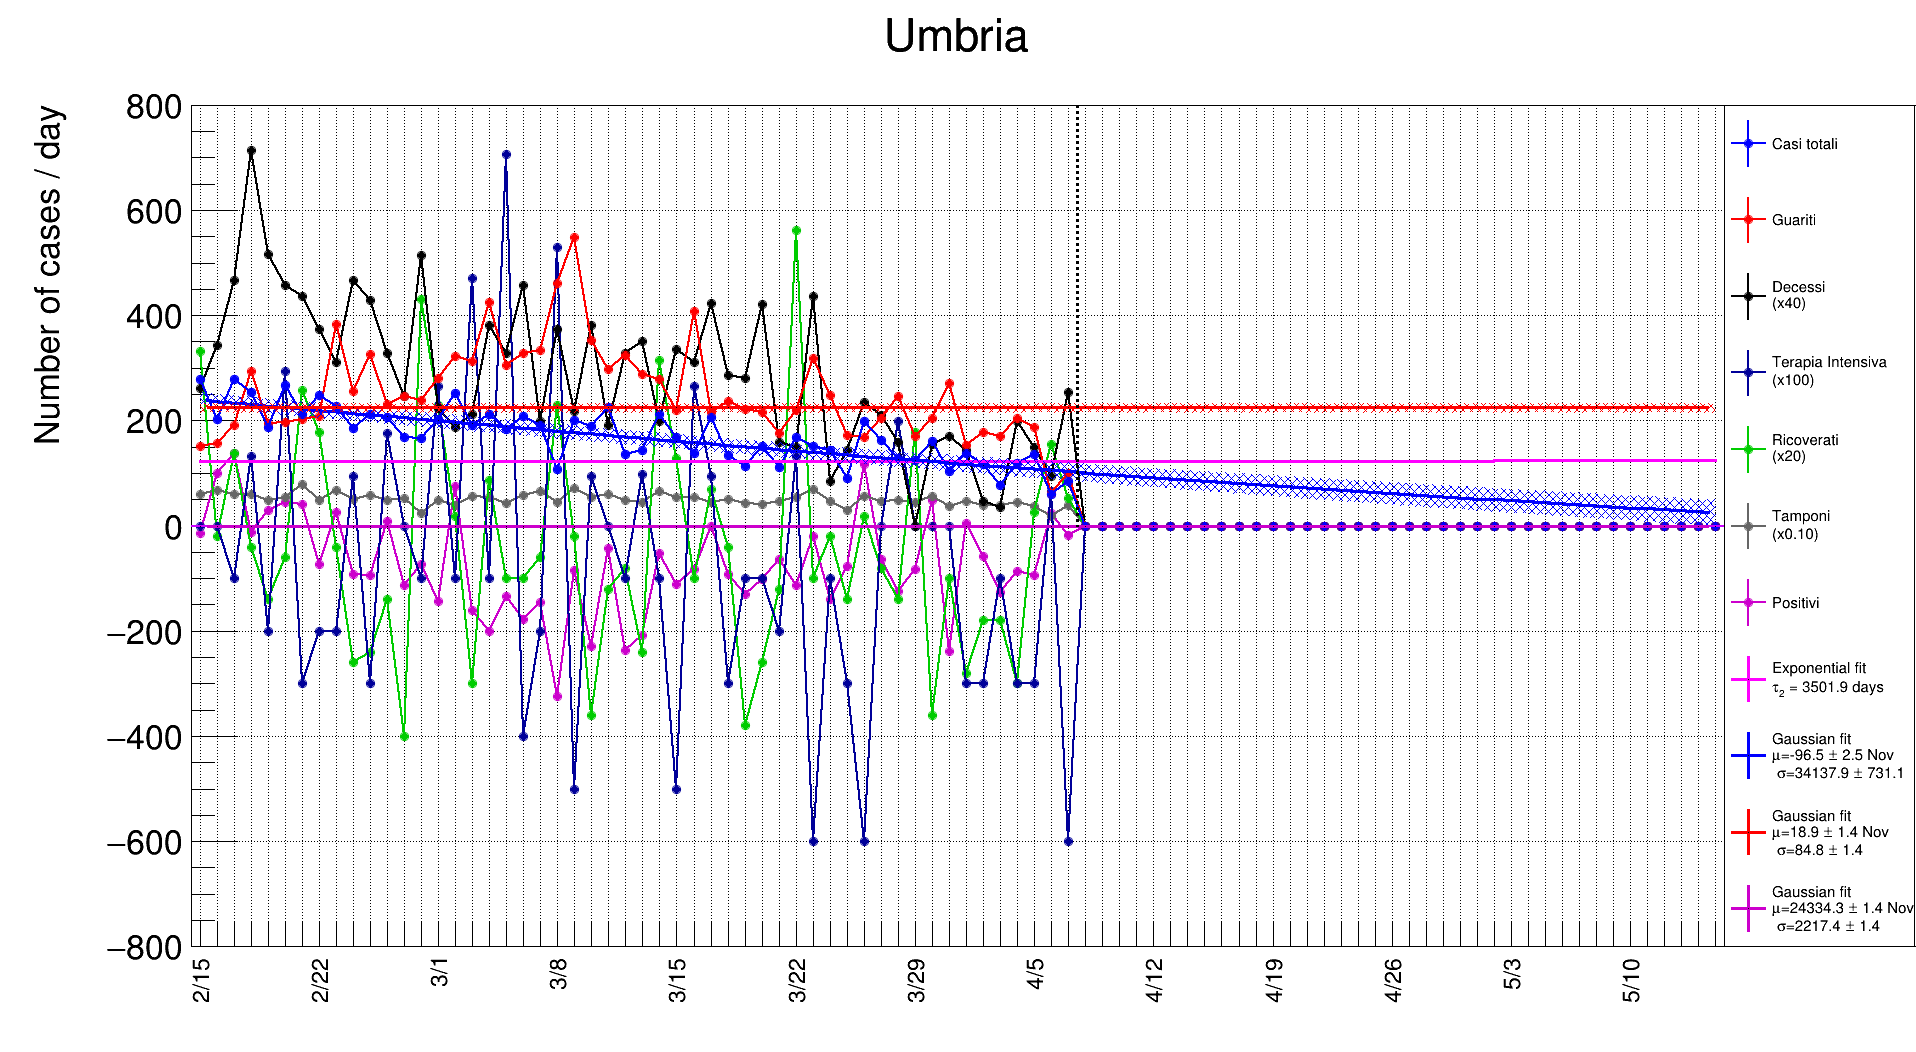 Umbria
Number of cases / day
800
600
400
200
0
−200
−400
−600
−800
2/15
2/22
3/1
3/8
3/15
3/22
3/29
4/5
4/12
4/19
4/26
5/3
5/10
Casi totali
Guariti
Decessi
(x40)
Terapia Intensiva
(x100)
Ricoverati
(x20)
Tamponi
(x0.10)
Positivi
Exponential fit
τ2 = 3501.9 days
Gaussian fit
μ=-96.5 ± 2.5 Nov
σ=34137.9 ± 731.1
Gaussian fit
μ=18.9 ± 1.4 Nov
σ=84.8 ± 1.4
Gaussian fit
μ=24334.3 ± 1.4 Nov
σ=2217.4 ± 1.4